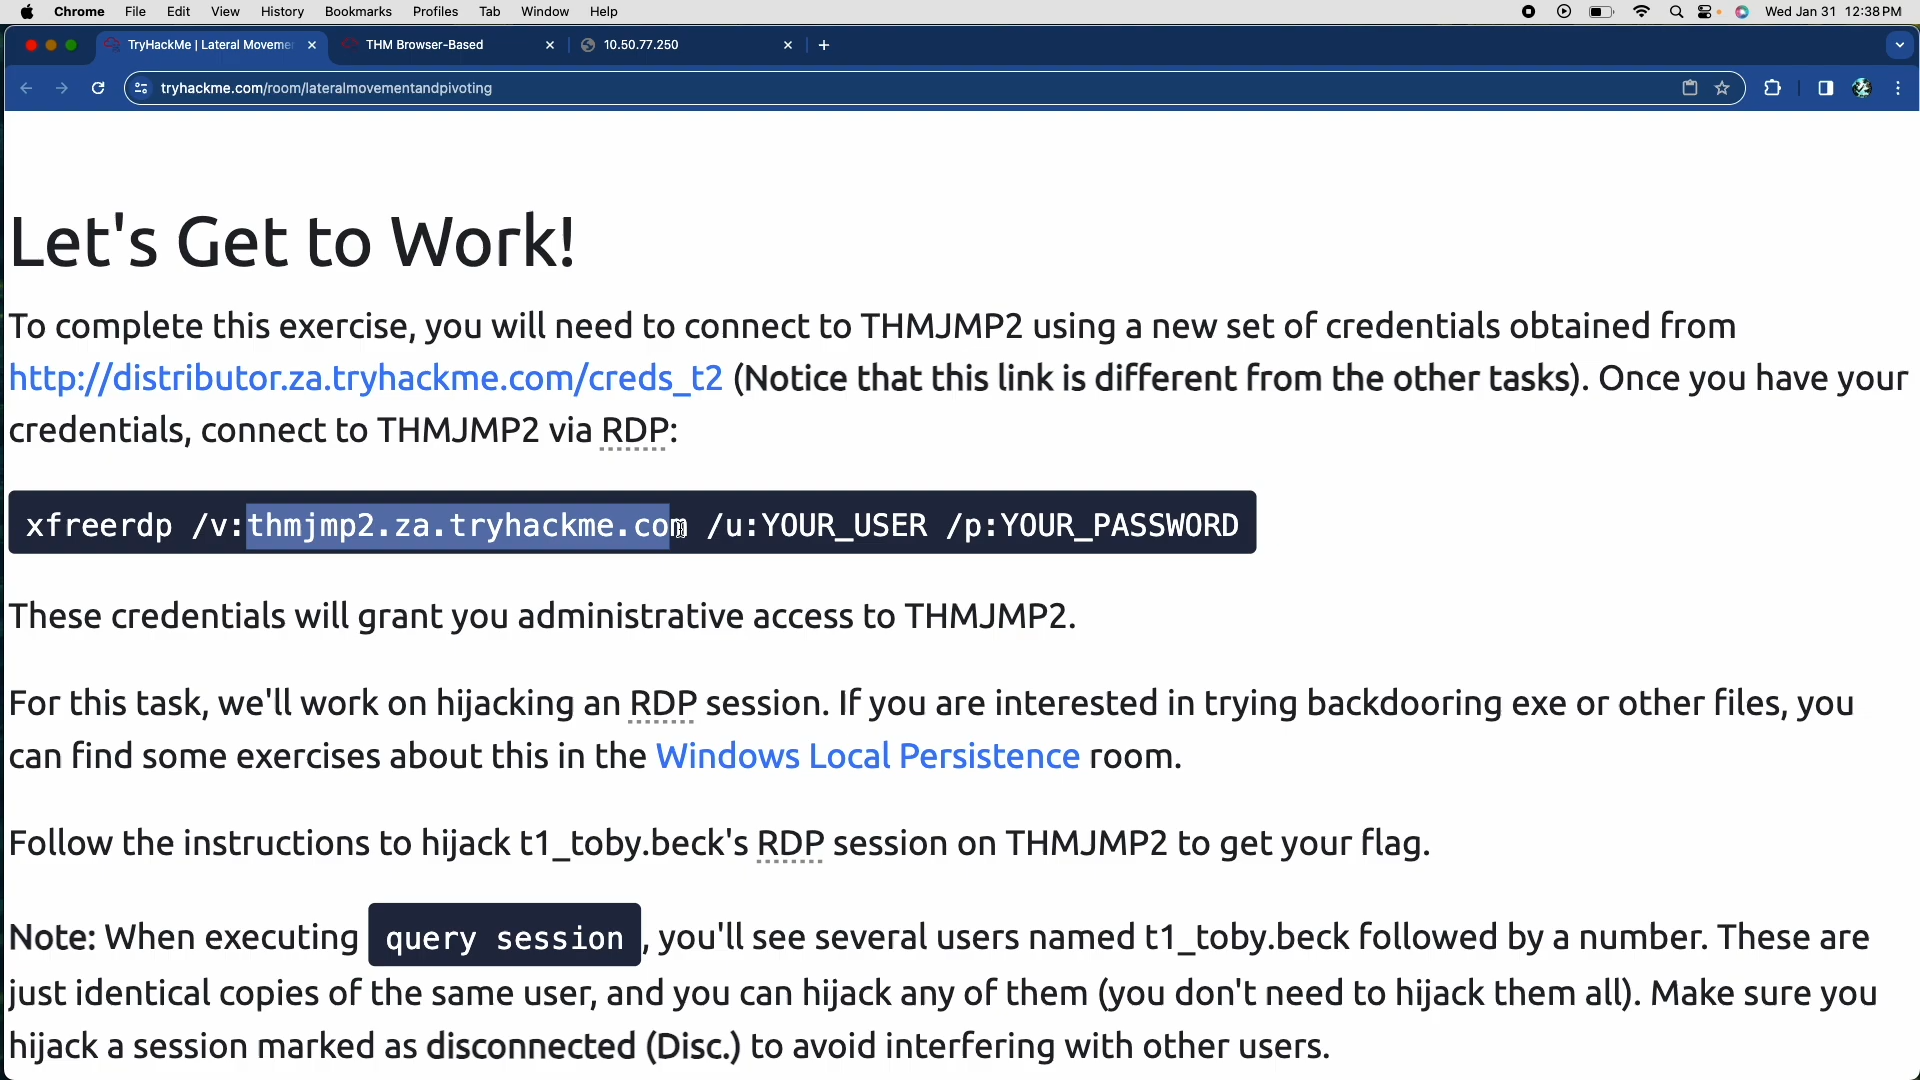 Chrome File Edit View History Bookmarks Profiles Tab Window Help Wed Jan 31 12:38 PM
TryHackMe | Lateral Moveme THM Browser-Based 10.50.77.250
tryhackme.com/room/lateralmovementandpivoting
Let's Get to Work!
To complete this exercise, you will need to connect to THMJMP2 using a new set of credentials obtained from
http://distributor.za.tryhackme.com/creds_t2 (Notice that this link is different from the other tasks). Once you have your
credentials, connect to THMJMP2 via RDP:
xfreerdp /v:thmjmp2.za.tryhackme.com /u:YOUR_USER /p:YOUR_PASSWORD
These credentials will grant you administrative access to THMJMP2.
For this task, we'll work on hijacking an RDP session. If you are interested in trying backdooring exe or other files, you
can find some exercises about this in the Windows Local Persistence room.
Follow the instructions to hijack t1_toby.beck's RDP session on THMJMP2 to get your flag.
Note: When executing query session, you'll see several users named t1_toby.beck followed by a number. These are
just identical copies of the same user, and you can hijack any of them (you don't need to hijack them all). Make sure you
hijack a session marked as disconnected (Disc.) to avoid interfering with other users.